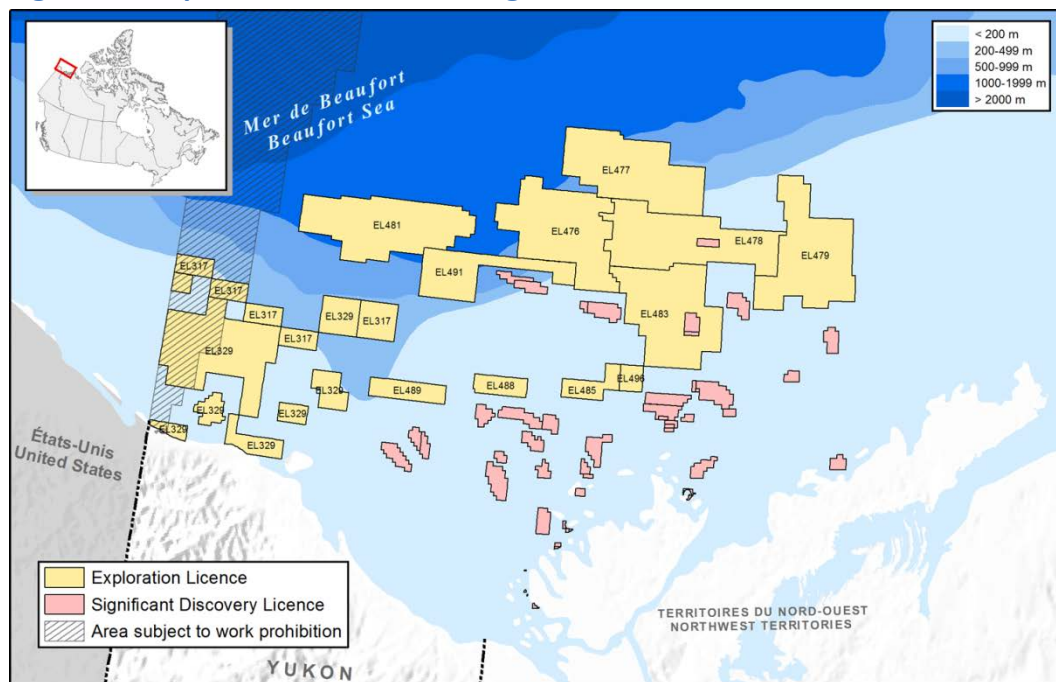 < 200 m
200-499 m
500-999 m
1000-1999 m
> 2000 m
Mer de Beaufort
Beaufort Sea
EL477
EL481
EL476
EL478
EL479
EL317
EL491
EL317
EL317
EL329
EL317
EL483
EL317
EL329
EL496
EL329
EL489
EL488
EL485
EL329
EL329
EL329
EL329
États-Unis
United States
Exploration Licence
Significant Discovery Licence
Area subject to work prohibition
TERRITOIRES DU NORD-OUEST
NORTHWEST TERRITORIES
YUKON